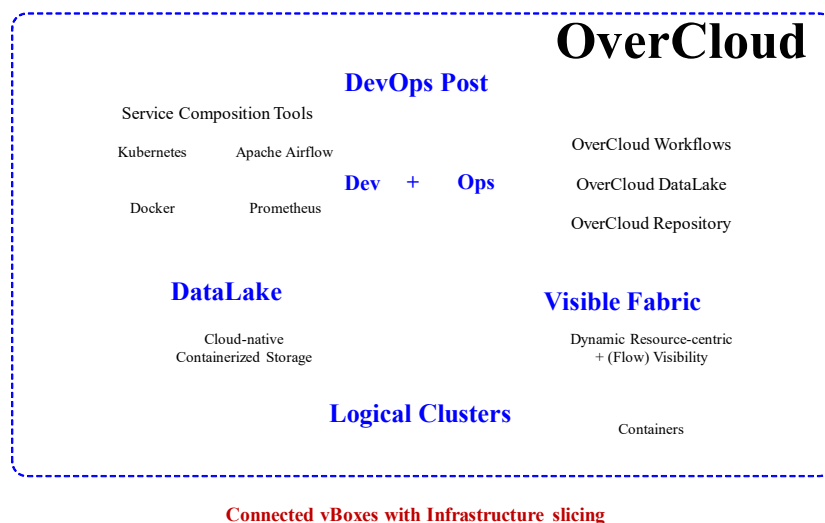 OverCloud
DevOps Post
Service Composition Tools
Kubernetes
Apache Airflow
Docker
Prometheus
Dev + Ops
OverCloud Workflows
OverCloud DataLake
OverCloud Repository
DataLake
Cloud-native
Containerized Storage
Visible Fabric
Dynamic Resource-centric
+ (Flow) Visibility
Logical Clusters
Containers
Connected vBoxes with Infrastructure slicing